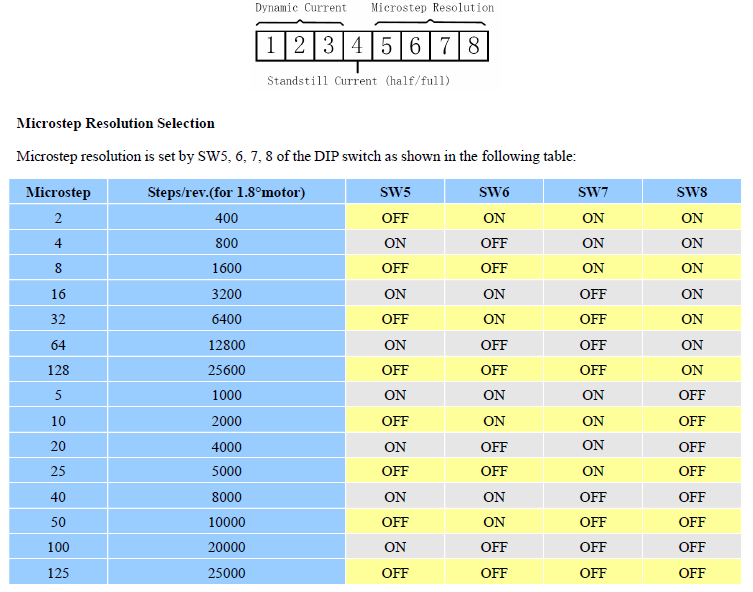 Dynamic Current Microstep Resolution
1 2 3 4 5 6 7 8
Standstill Current (half/full)
Microstep Resolution Selection
Microstep resolution is set by SW5, 6, 7, 8 of the DIP switch as shown in the following table:
Microstep Steps/rev.(for 1.8°motor) SW5 SW6 SW7 SW8
2 400 OFF ON ON ON
4 800 ON OFF ON ON
8 1600 OFF OFF ON ON
16 3200 ON ON OFF ON
32 6400 OFF ON OFF ON
64 12800 ON OFF OFF ON
128 25600 OFF OFF OFF ON
5 1000 ON ON ON OFF
10 2000 OFF ON ON OFF
20 4000 ON OFF ON OFF
25 5000 OFF OFF ON OFF
40 8000 ON ON OFF OFF
50 10000 OFF ON OFF OFF
100 20000 ON OFF OFF OFF
125 25000 OFF OFF OFF OFF